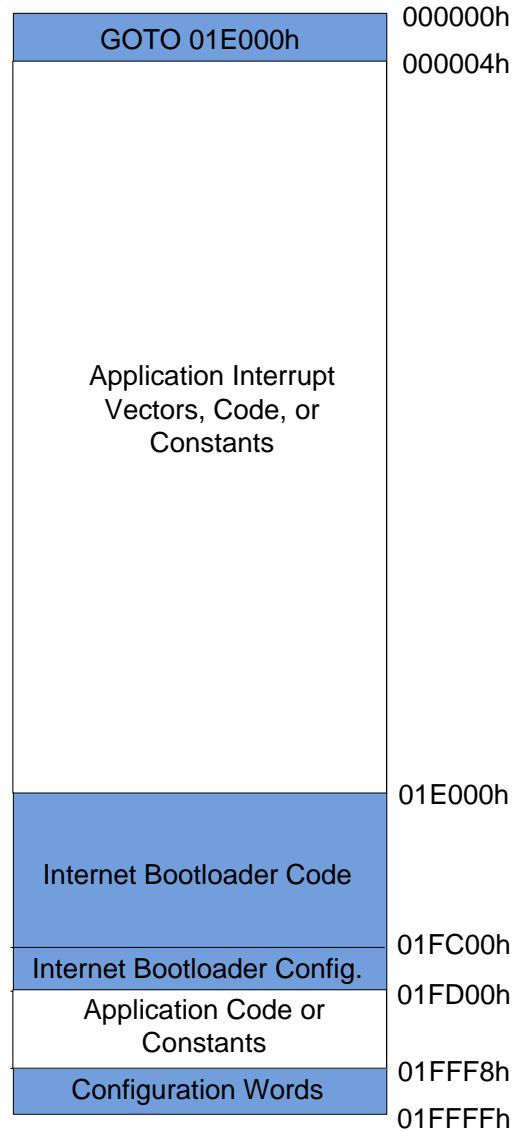 000000h
GOTO 01E000h
000004h
Application Interrupt
Vectors, Code, or
Constants
01E000h
Internet Bootloader Code
01FC00h
Internet Bootloader Config.
01FD00h
Application Code or
Constants
01FFF8h
Configuration Words
01FFFFh